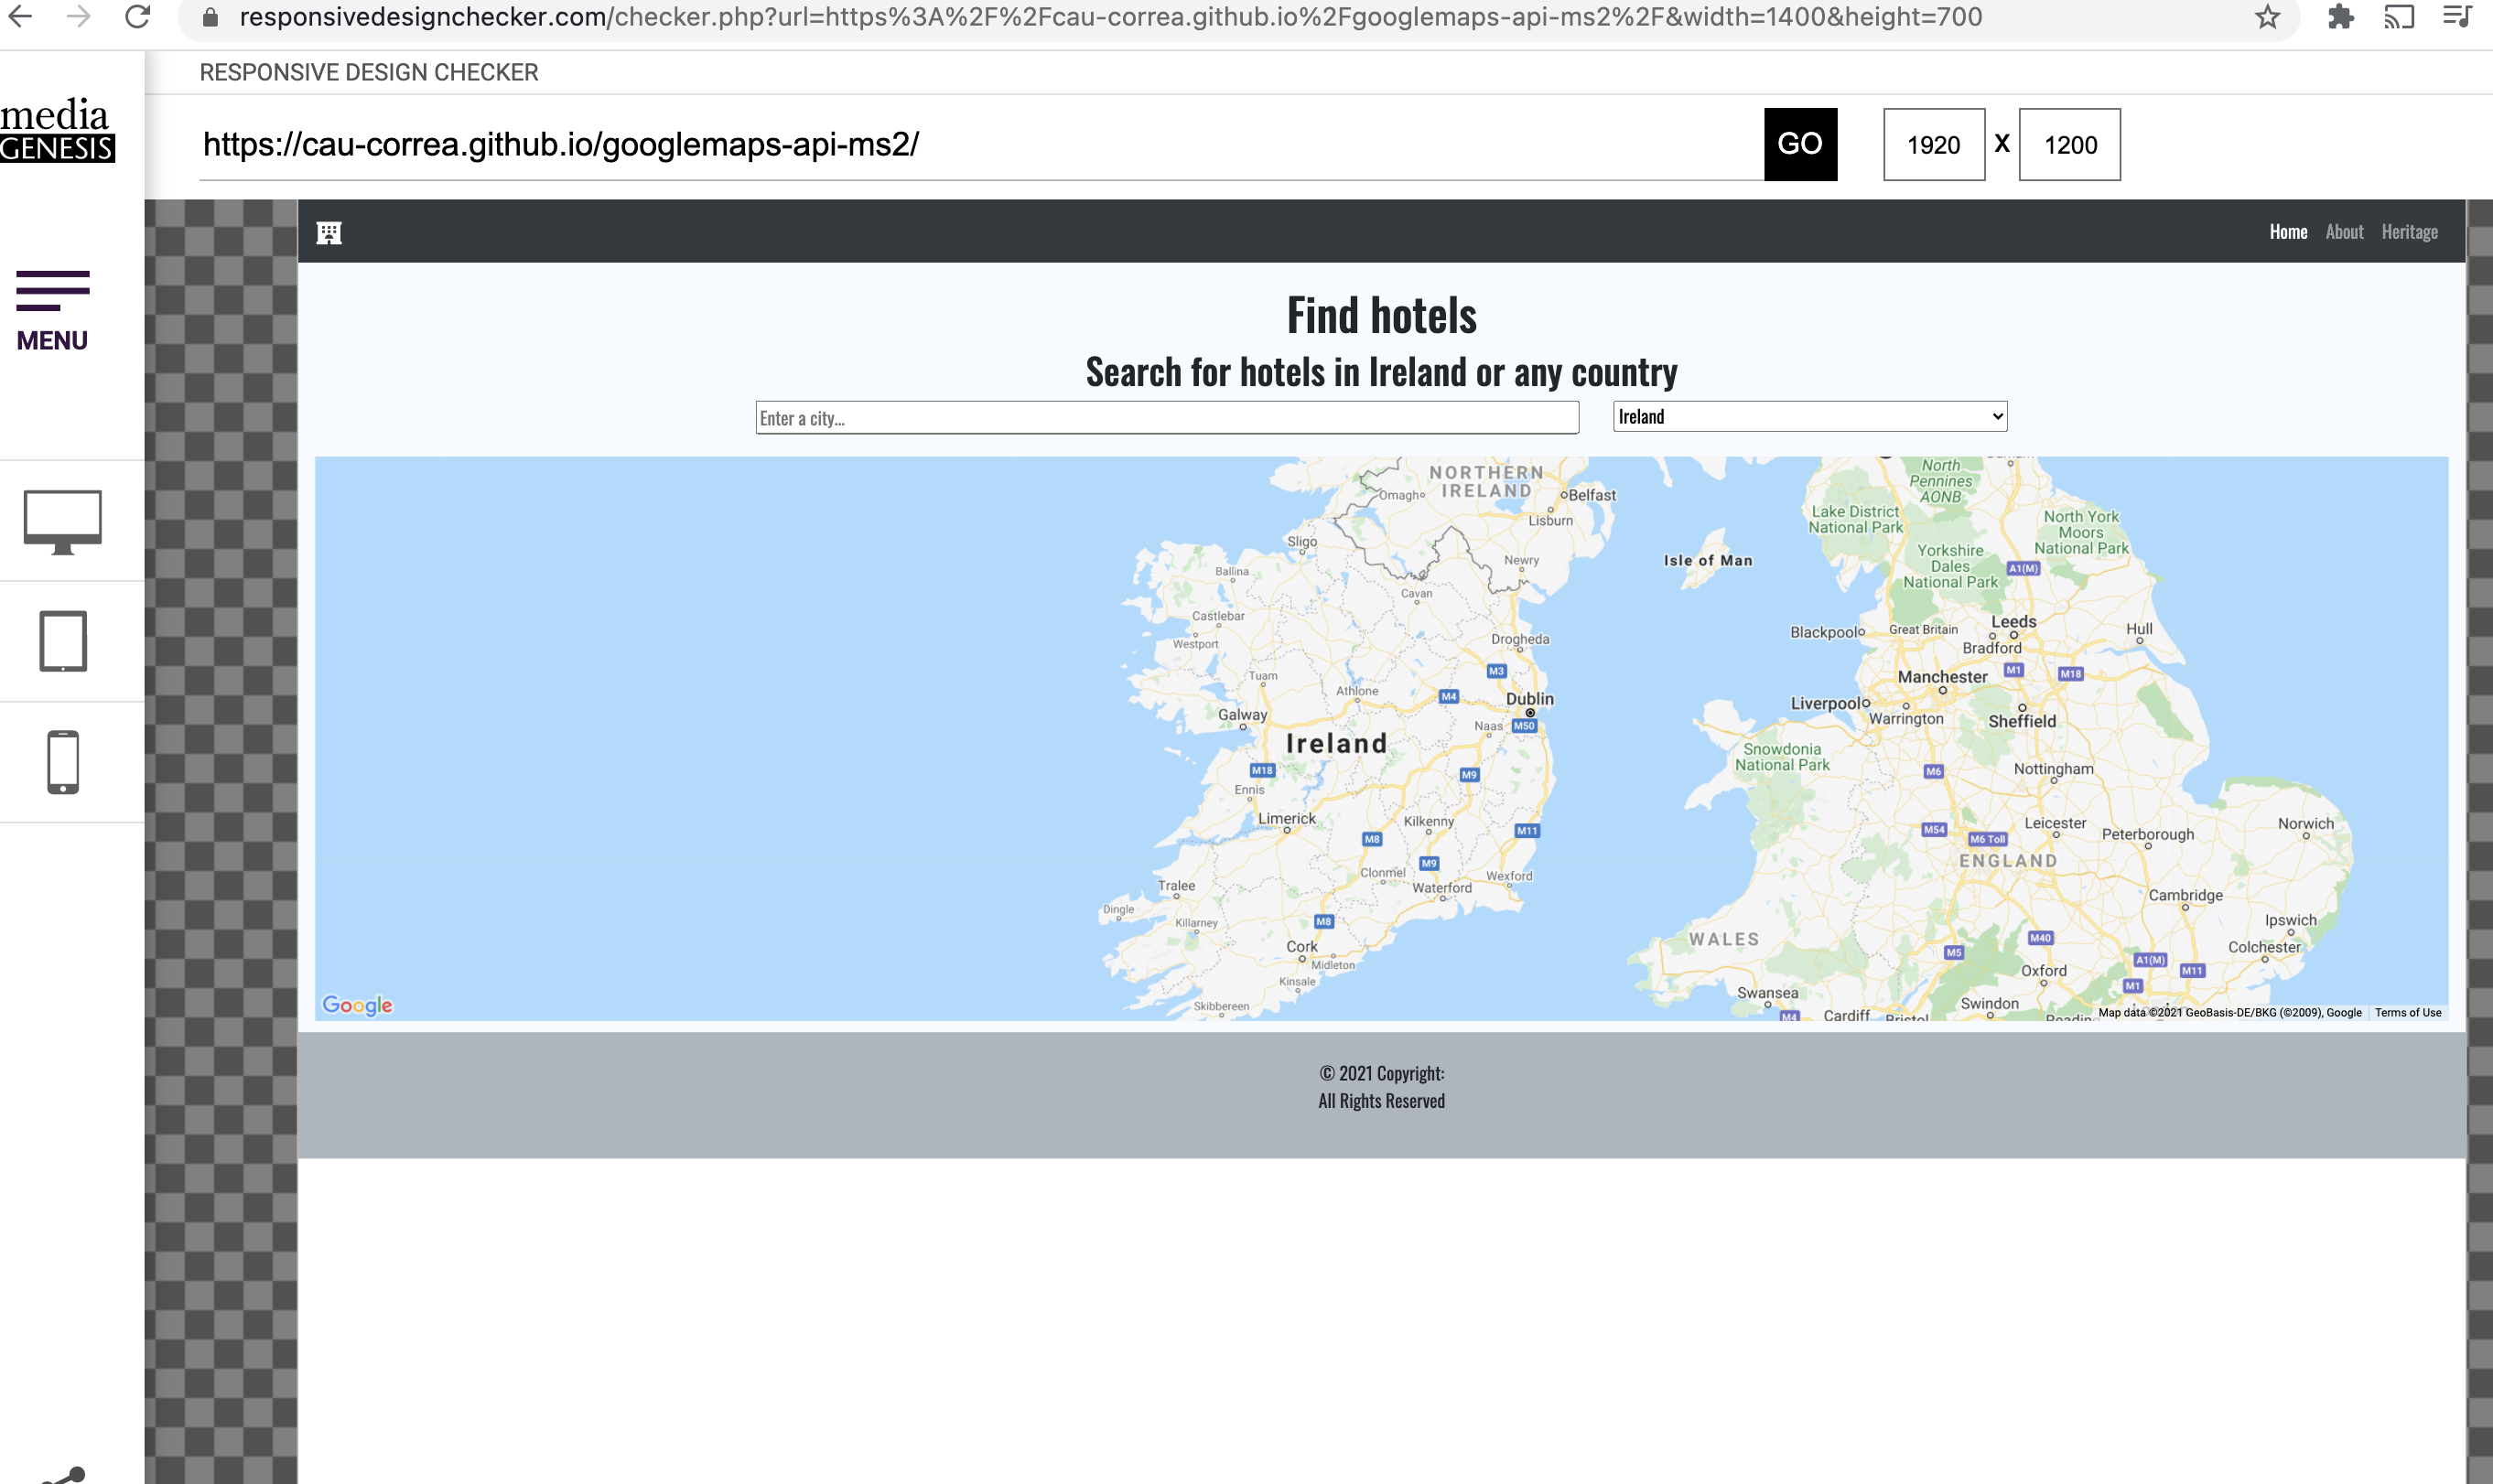 responsivedesignchecker.com/checker.php?url=https%3A%2F%2Fcau-correa.github.io%2Fgooglemaps-api-ms2%2F&width=1400&height=700
RESPONSIVE DESIGN CHECKER
media
GENESIS
https://cau-correa.github.io/googlemaps-api-ms2/
GO
1920 X 1200
MENU
Home About Heritage
Find hotels
Search for hotels in Ireland or any country
Enter a city...
Ireland
NORTHERN
IRELAND
Omagh
Belfast
Lisburn
Sligo
Newry
Ballina
Cavan
Castlebar
Westport
Drogheda
Tuam
M3
Athlone
M4
Dublin
Galway
Naas
M50
Ireland
M18
M9
Ennis
Limerick
Kilkenny
M11
M8
M9
Clonmel
Wexford
Tralee
Waterford
Dingle
Killarney
M8
Cork
Midleton
Kinsale
Skibbereen
Isle of Man
North
Pennines
AONB
Lake District
National Park
North York
Moors
National Park
Yorkshire
Dales
National Park
A1(M)
Leeds
Blackpool
Great Britain
Hull
Bradford
M1
M18
Manchester
Liverpool
Warrington
Sheffield
Snowdonia
National Park
M6
Nottingham
M54
Leicester
Norwich
M6 Toll
Peterborough
ENGLAND
Cambridge
Ipswich
WALES
M40
Colchester
M5
A1(M)
M11
Oxford
M1
Swansea
Swindon
M4
Cardiff
Bristol
Google
Map data ©2021 GeoBasis-DE/BKG (©2009), Google
Terms of Use
© 2021 Copyright:
All Rights Reserved